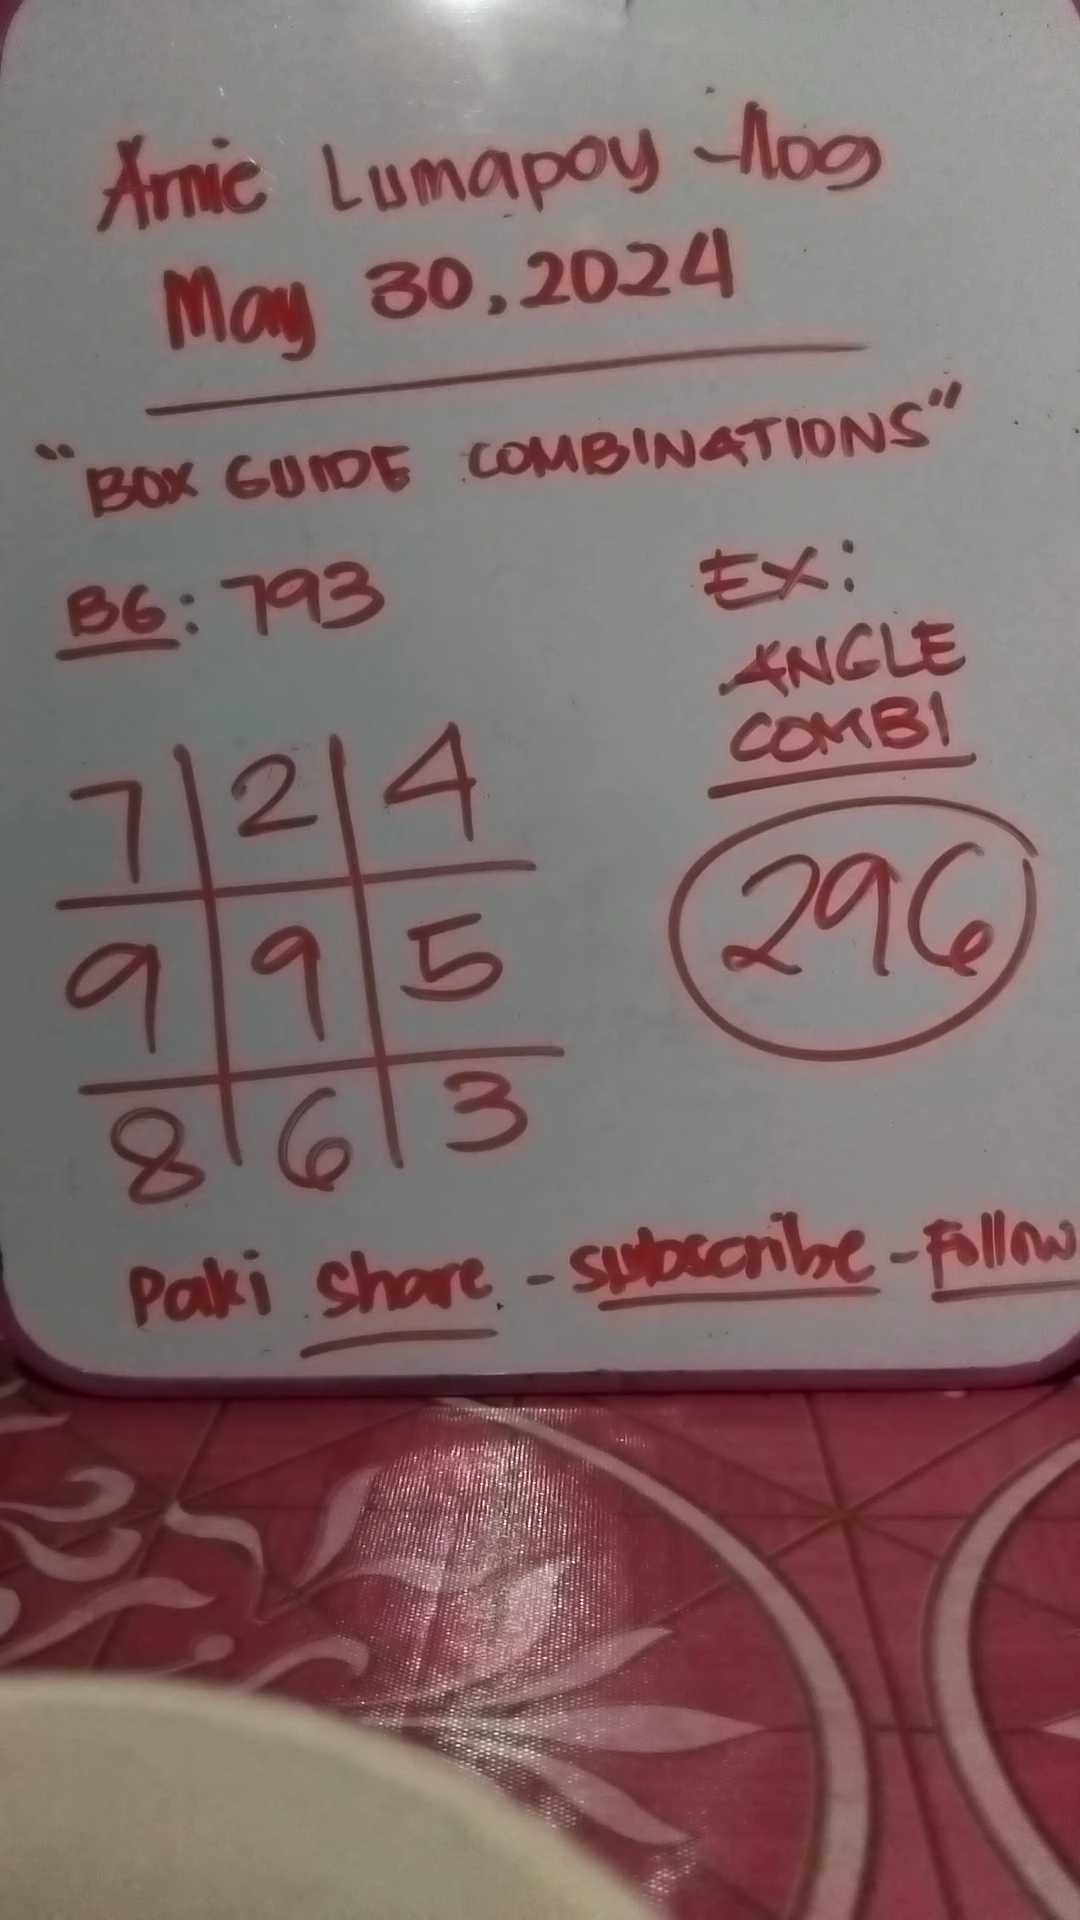 Arnie Lumapoy -
May 30, 2024
"BOX GUIDE COMBINATIONS"
BG: 793
EX:
ANGLE
COMBI
296
7 2 4
9 9 5
8 6 3
Paki share - subscribe - Follow